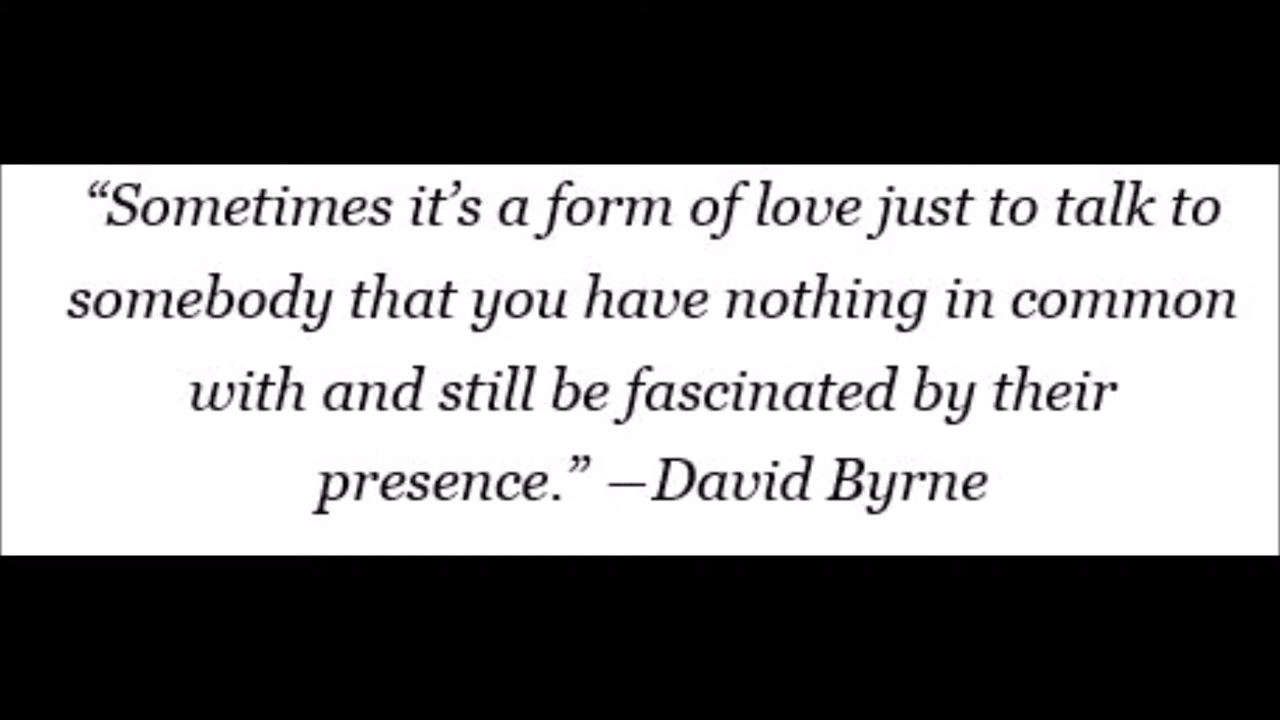 “Sometimes it’s a form of love just to talk to
somebody that you have nothing in common
with and still be fascinated by their
presence.” —David Byrne